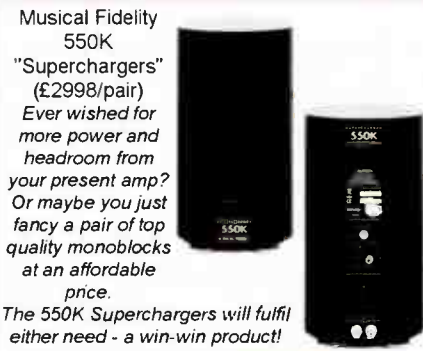 Musical Fidelity
550K
"Superchargers"
(£2998/pair)
Ever wished for
more power and
headroom from
your present amp?
Or maybe you just
fancy a pair of top
quality monoblocks
at an affordable
price.
The 550K Superchargers will fulfil
either need - a win-win product!
550K
550K